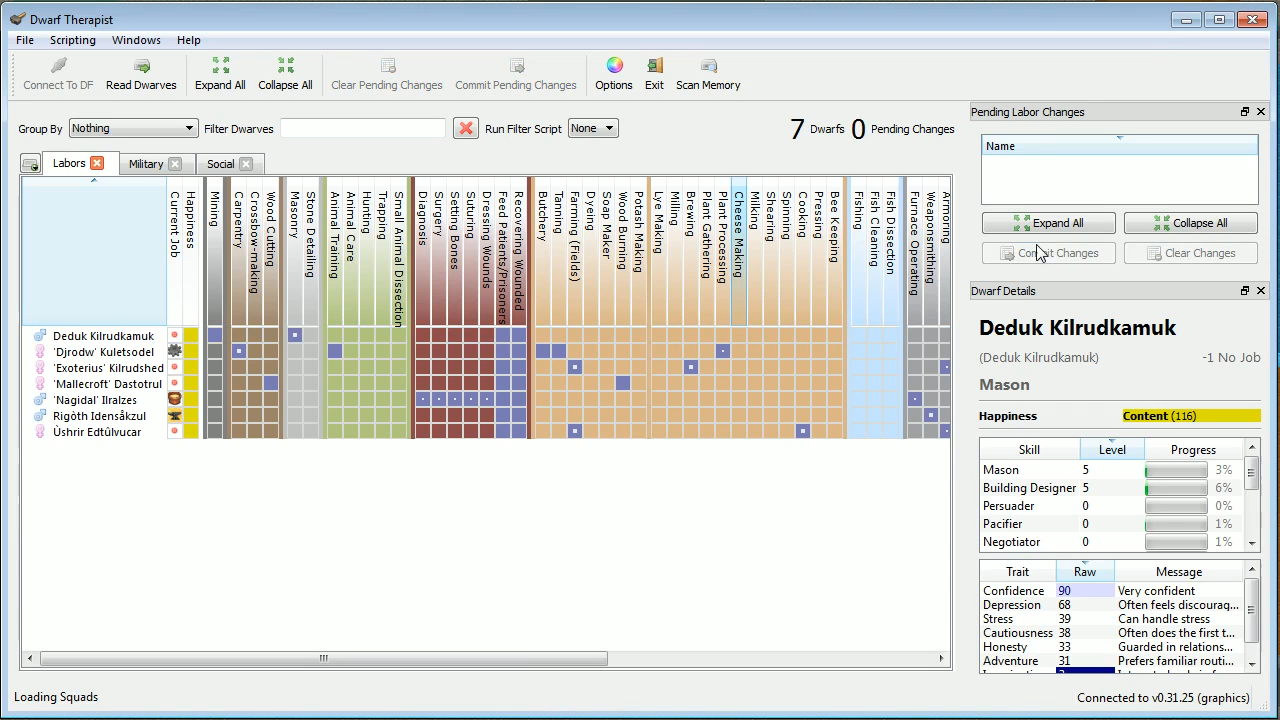 Dwarf Therapist
File Scripting Windows Help
Connect To DF Read Dwarves Expand All Collapse All Clear Pending Changes Commit Pending Changes Options Exit Scan Memory
Group By Nothing Filter Dwarves Run Filter Script None 7 Dwarfs 0 Pending Changes
Labors Military Social
Current Job
Happiness
Mining
Carpentry
Crossbow-making
Wood Cutting
Masonry
Stone Detailing
Animal Training
Animal Care
Hunting
Trapping
Small Animal Dissection
Diagnosis
Surgery
Setting Bones
Suturing
Dressing Wounds
Feed Patients/Prisoners
Recovering Wounded
Butchery
Tanning
Farming (Fields)
Dyeing
Soap Maker
Wood Burning
Potash Making
Lye Making
Milling
Brewing
Plant Gathering
Plant Processing
Cheese Making
Milking
Shearing
Spinning
Cooking
Pressing
Bee Keeping
Fishing
Fish Cleaning
Fish Dissection
Furnace Operating
Weaponsmithing
Armoring
Deduk Kilrudkamuk
'Djrodw' Kuletsodel
'Exoterius' Kilrudshed
'Mallecroft' Dastotrul
'Nagidal' Ilralzes
Rigòth Idensåkzul
Ùshrir Edtûlvucar
Pending Labor Changes
Name
Expand All Collapse All
Commit Changes Clear Changes
Dwarf Details
Deduk Kilrudkamuk
(Deduk Kilrudkamuk) -1 No Job
Mason
Happiness Content (116)
Skill Level Progress
Mason 5 3%
Building Designer 5 6%
Persuader 0 0%
Pacifier 0 1%
Negotiator 0 1%
Trait Raw Message
Confidence 90 Very confident
Depression 68 Often feels discouraq...
Stress 39 Can handle stress
Cautiousness 38 Often does the first t...
Honesty 33 Guarded in relations...
Adventure 31 Prefers familiar routi...
Loading Squads Connected to v0.31.25 (graphics)